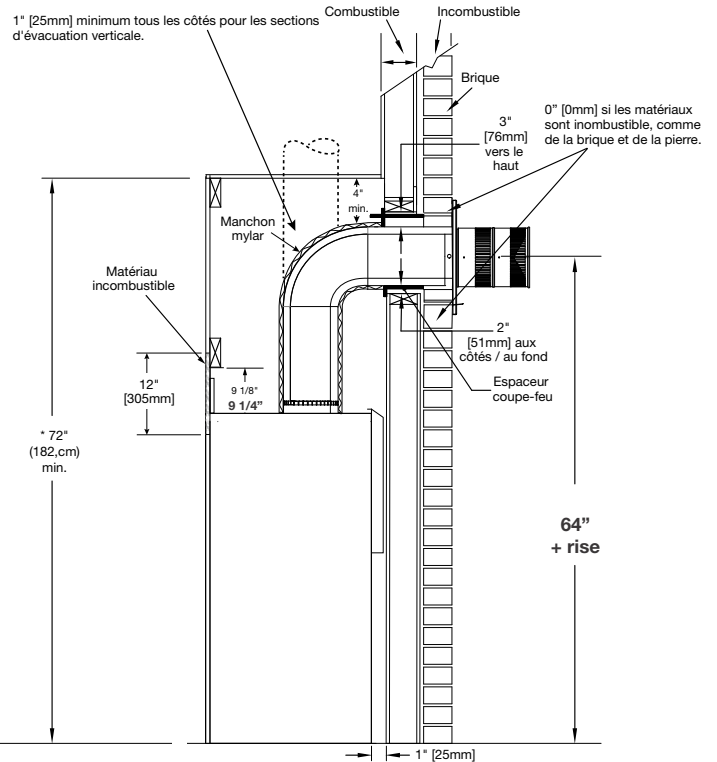 1" [25mm] minimum tous les côtés pour les sections
d'évacuation verticale.
Combustible
Incombustible
Brique
0” [0mm] si les matériaux
sont inombustible, comme
de la brique et de la pierre.
3"
[76mm]
vers le
haut
4"
min.
Manchon
mylar
Matériau
incombustible
2"
[51mm] aux
côtés / au fond
Espaceur
coupe-feu
12"
[305mm]
9 1/8"
9 1/4”
* 72"
(182,cm)
min.
64”
+ rise
1" [25mm]